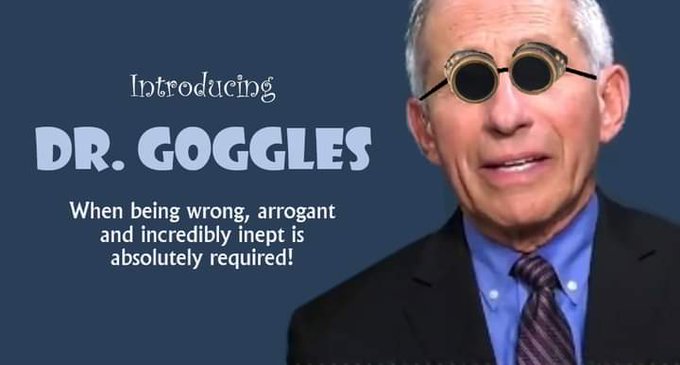 Introducing
DR. GOGGLES
When being wrong, arrogant
and incredibly inept is
absolutely required!